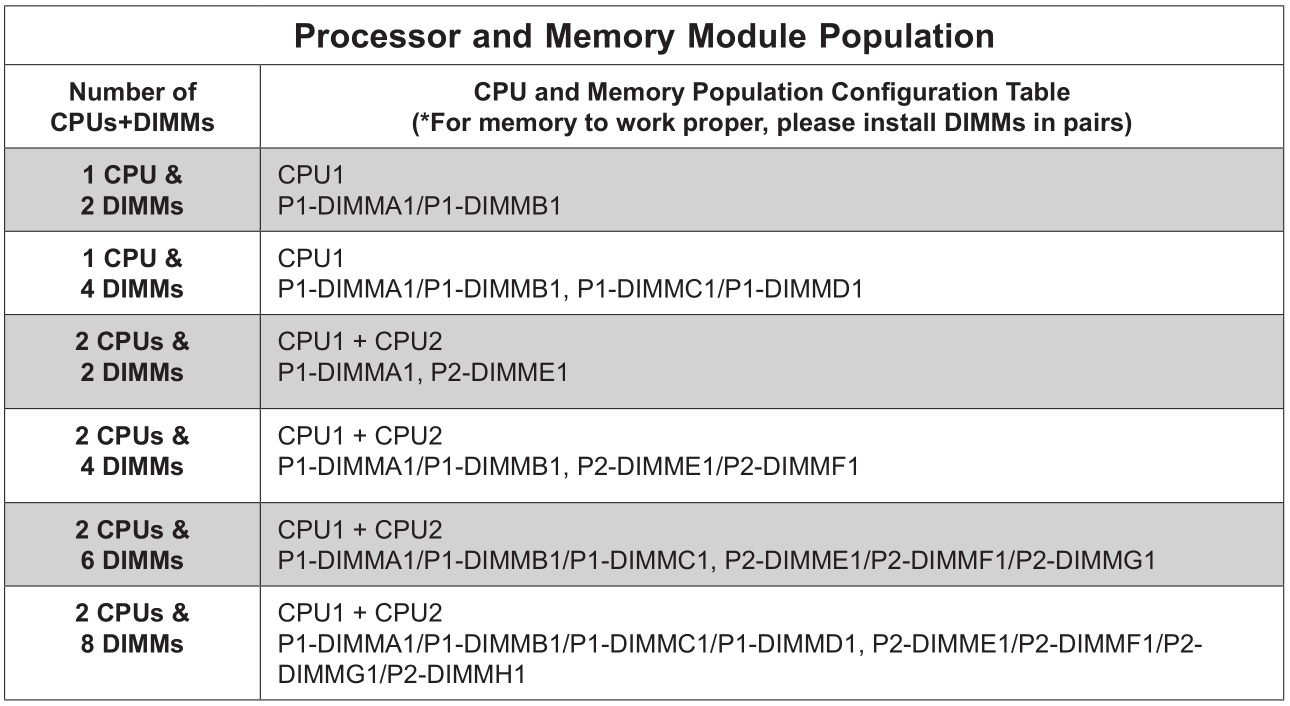 Processor and Memory Module Population
Number of
CPUs+DIMMs
CPU and Memory Population Configuration Table
(*For memory to work proper, please install DIMMs in pairs)
1 CPU &
2 DIMMs
CPU1
P1-DIMMA1/P1-DIMMB1
1 CPU &
4 DIMMs
CPU1
P1-DIMMA1/P1-DIMMB1, P1-DIMMC1/P1-DIMMD1
2 CPUs &
2 DIMMs
CPU1 + CPU2
P1-DIMMA1, P2-DIMME1
2 CPUs &
4 DIMMs
CPU1 + CPU2
P1-DIMMA1/P1-DIMMB1, P2-DIMME1/P2-DIMMF1
2 CPUs &
6 DIMMs
CPU1 + CPU2
P1-DIMMA1/P1-DIMMB1/P1-DIMMC1, P2-DIMME1/P2-DIMMF1/P2-DIMMG1
2 CPUs &
8 DIMMs
CPU1 + CPU2
P1-DIMMA1/P1-DIMMB1/P1-DIMMC1/P1-DIMMD1, P2-DIMME1/P2-DIMMF1/P2-
DIMMG1/P2-DIMMH1